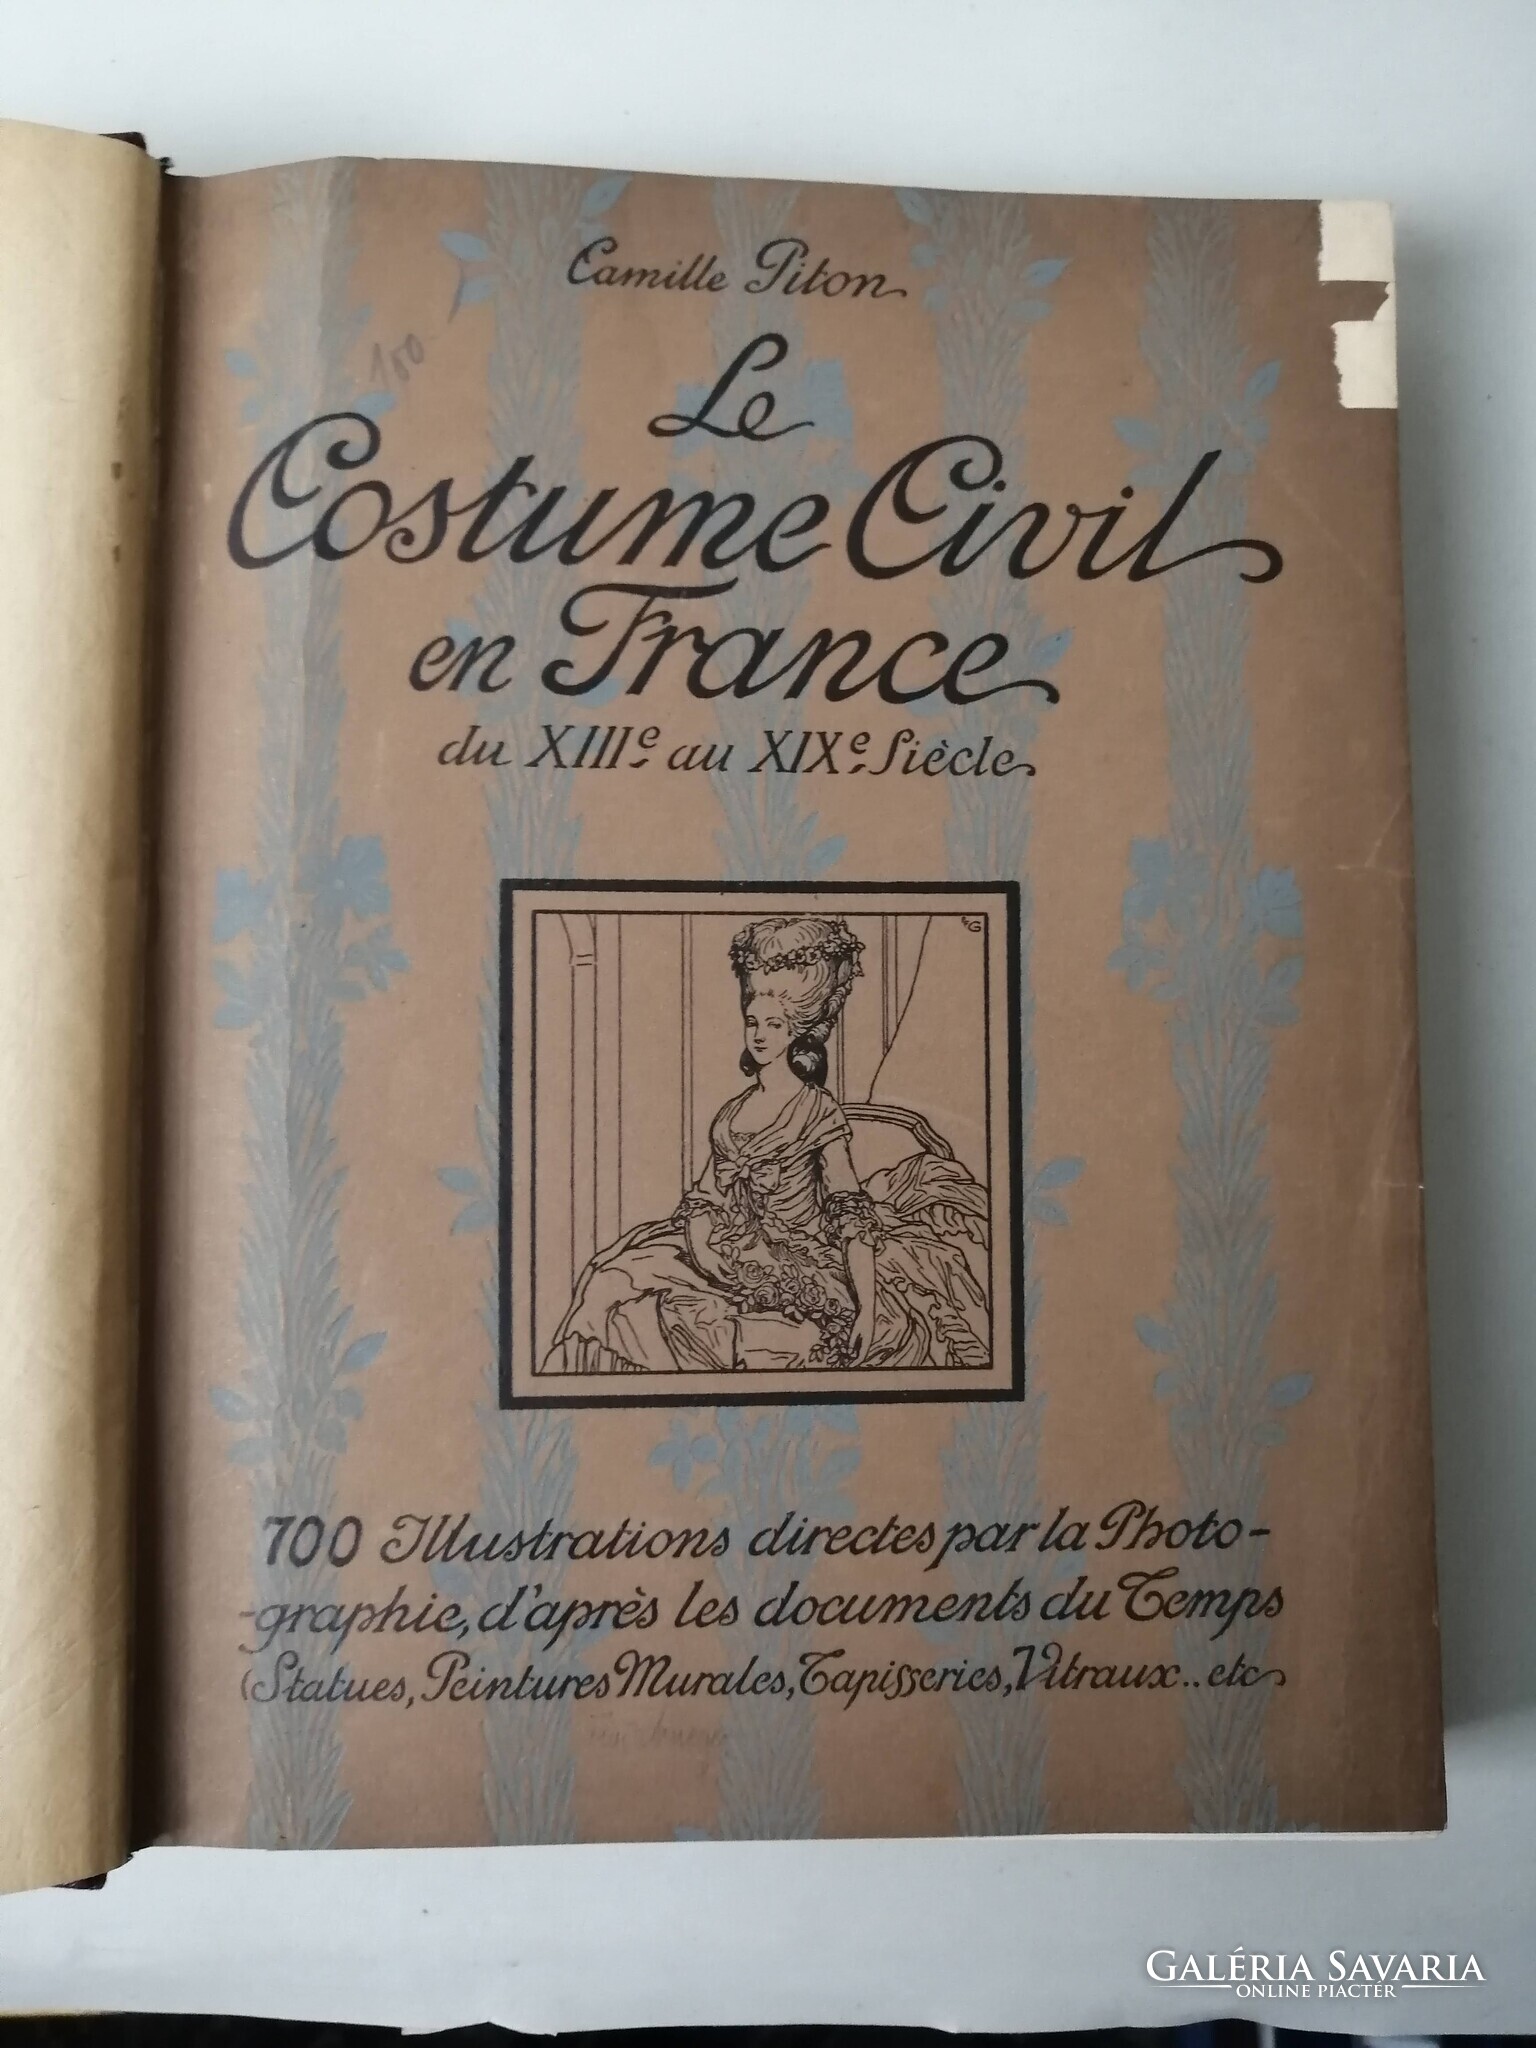 Camille Piton
100
Le
Costume Civil
en France
du XIIIe au XIXe Siècle
G
700 Illustrations directes par la Photo-
-graphie, d'après les documents du Temps
(Statues, Peintures Murales, Tapisseries, Vitraux.. etc
GALÉRIA SAVARIA
ONLINE PIACTÉR